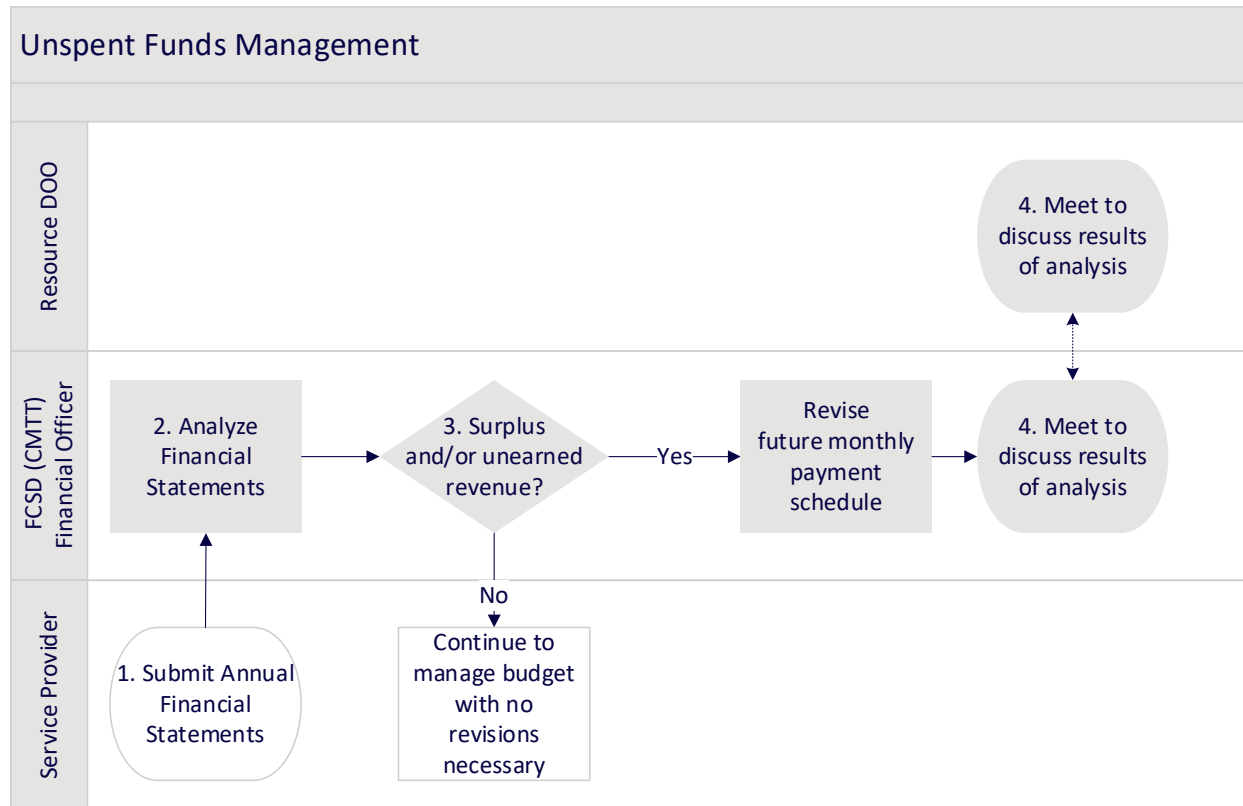 Unspent Funds Management
Resource DOO
4. Meet to
discuss results
of analysis
FCSD (CMTT)
Financial Officer
2. Analyze
Financial
Statements
3. Surplus
and/or unearned
revenue?
Yes
Revise
future monthly
payment
schedule
4. Meet to
discuss results
of analysis
No
Service Provider
1. Submit Annual
Financial
Statements
Continue to
manage budget
with no
revisions
necessary